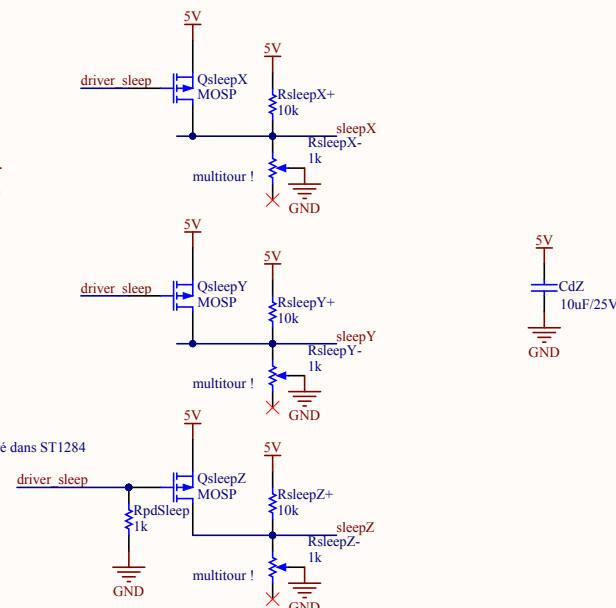 5V
driver_sleep
QsleepX
MOSP
5V
RsleepX+
10k
sleepX
RsleepX-
1k
multitour !
GND
5V
driver_sleep
QsleepY
MOSP
5V
RsleepY+
10k
sleepY
RsleepY-
1k
multitour !
GND
5V
CdZ
10uF/25V
GND
é dans ST1284
5V
driver_sleep
QsleepZ
MOSP
RpdSleep
1k
GND
5V
RsleepZ+
10k
sleepZ
RsleepZ-
1k
multitour !
GND